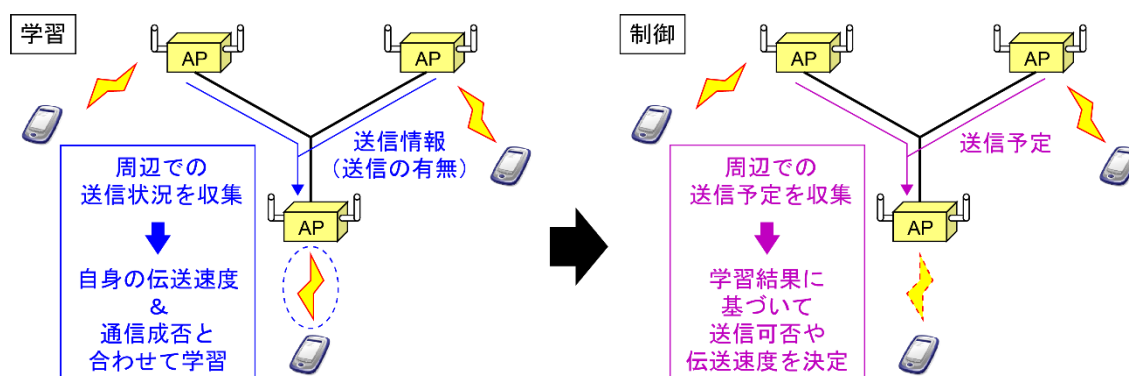 学習
AP
AP
送信情報
（送信の有無）
周辺での
送信状況を収集
AP
自身の伝送速度
&
通信成否と
合わせて学習
制御
AP
AP
送信予定
周辺での
送信予定を収集
AP
学習結果に
基づいて
送信可否や
伝送速度を決定